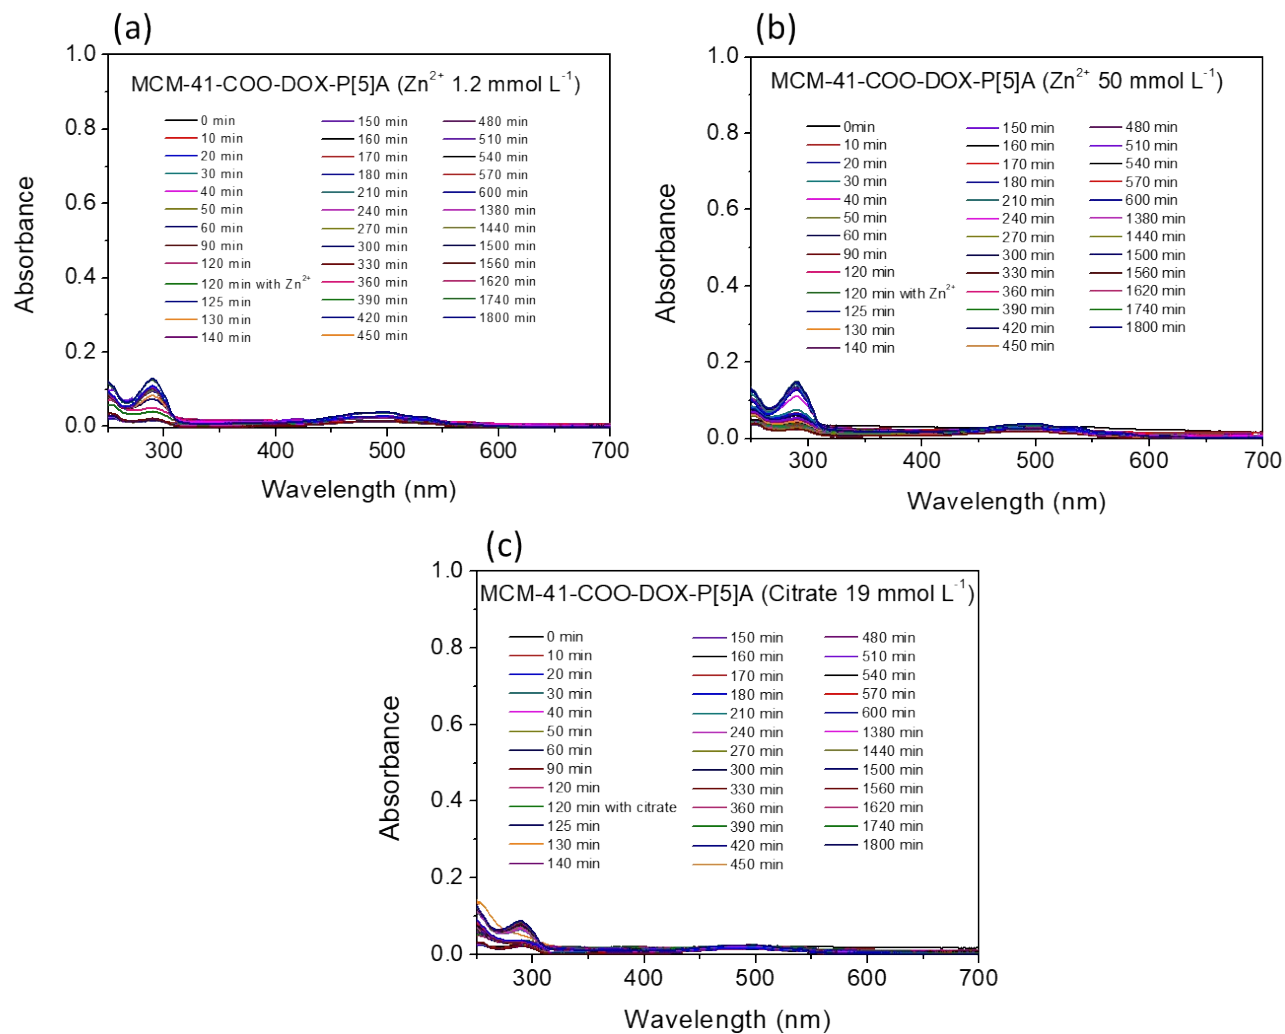 (a)
MCM-41-COO-DOX-P[5]A (Zn²⁺ 1.2 mmol L⁻¹)
0 min
10 min
20 min
30 min
40 min
50 min
60 min
90 min
120 min
120 min with Zn²⁺
125 min
130 min
140 min
150 min
160 min
170 min
180 min
210 min
240 min
270 min
300 min
330 min
360 min
390 min
420 min
450 min
480 min
510 min
540 min
570 min
600 min
1380 min
1440 min
1500 min
1560 min
1620 min
1740 min
1800 min
Absorbance
1.0
0.8
0.6
0.4
0.2
0.0
300
400
500
600
700
Wavelength (nm)
(b)
MCM-41-COO-DOX-P[5]A (Zn²⁺ 50 mmol L⁻¹)
0min
10 min
20 min
30 min
40 min
50 min
60 min
90 min
120 min
120 min with Zn²⁺
125 min
130 min
140 min
150 min
160 min
170 min
180 min
210 min
240 min
270 min
300 min
330 min
360 min
390 min
420 min
450 min
480 min
510 min
540 min
570 min
600 min
1380 min
1440 min
1500 min
1560 min
1620 min
1740 min
1800 min
Absorbance
1.0
0.8
0.6
0.4
0.2
0.0
300
400
500
600
700
Wavelength (nm)
(c)
MCM-41-COO-DOX-P[5]A (Citrate 19 mmol L⁻¹)
0 min
10 min
20 min
30 min
40 min
50 min
60 min
90 min
120 min
120 min with citrate
125 min
130 min
140 min
150 min
160 min
170 min
180 min
210 min
240 min
270 min
300 min
330 min
360 min
390 min
420 min
450 min
480 min
510 min
540 min
570 min
600 min
1380 min
1440 min
1500 min
1560 min
1620 min
1740 min
1800 min
Absorbance
1.0
0.8
0.6
0.4
0.2
0.0
300
400
500
600
700
Wavelength (nm)